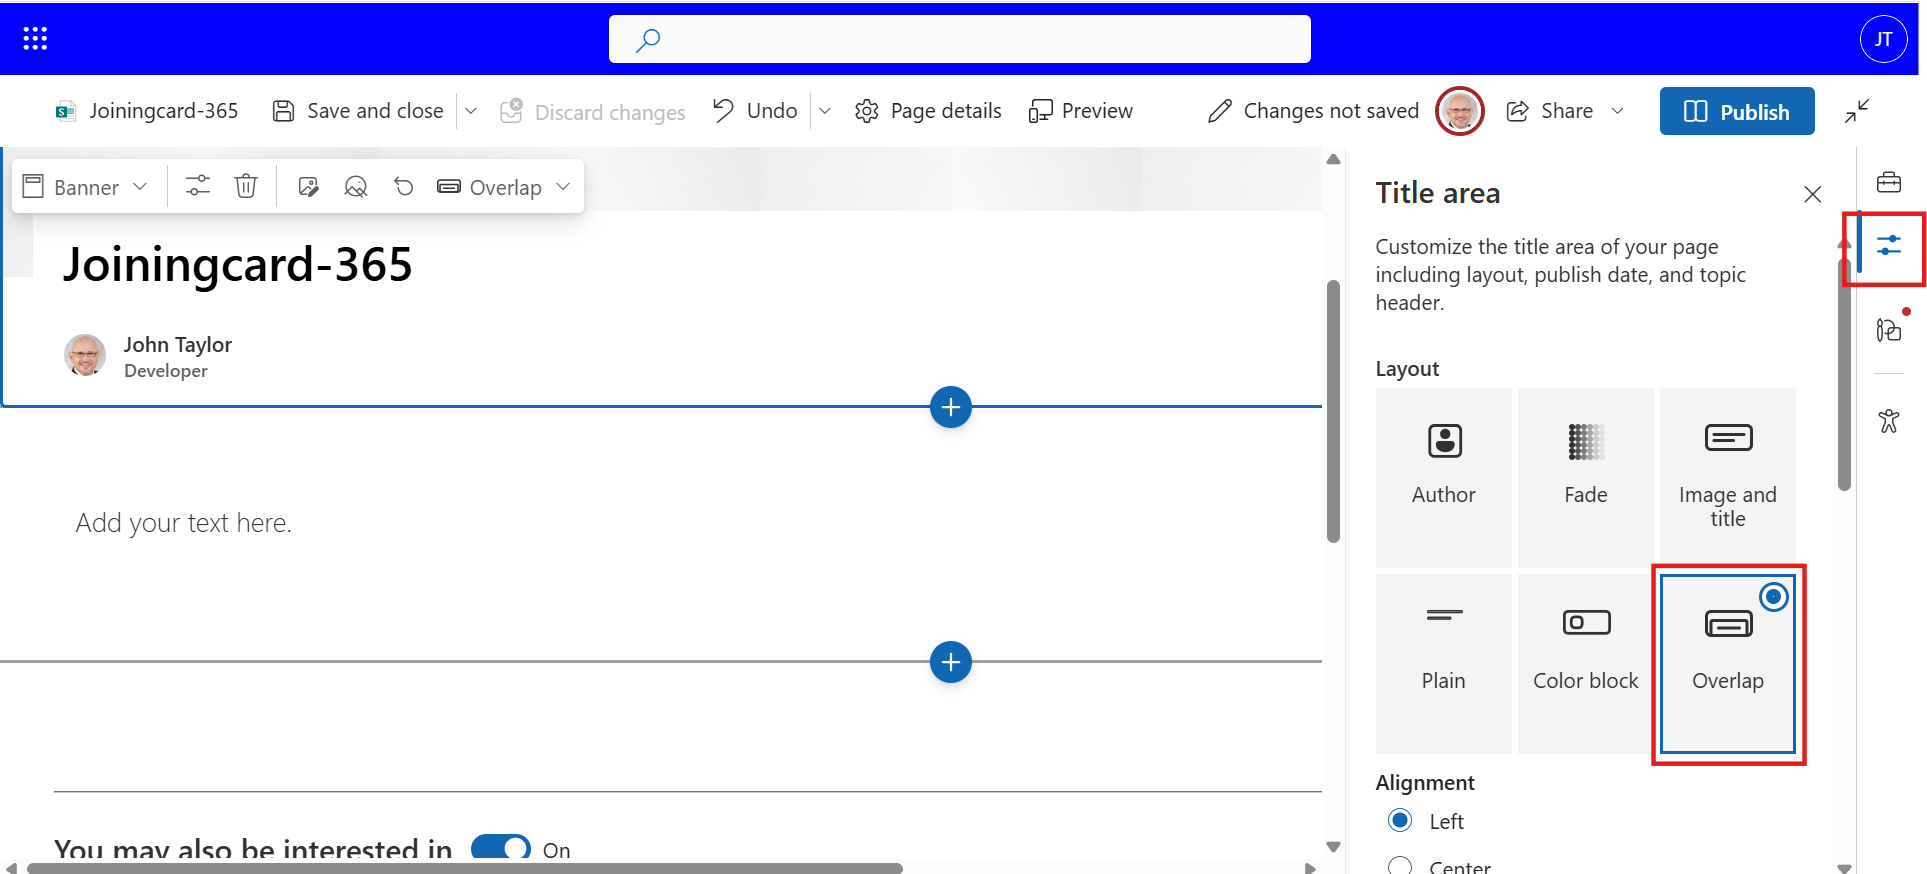 JT
Joiningcard-365
Save and close
Discard changes
Undo
Page details
Preview
Changes not saved
Share
Publish
Banner
Overlap
Joiningcard-365
John Taylor
Developer
Add your text here.
You may also be interested in
On
Title area
Customize the title area of your page
including layout, publish date, and topic
header.
Layout
Author
Fade
Image and
title
Plain
Color block
Overlap
Alignment
Left
Center